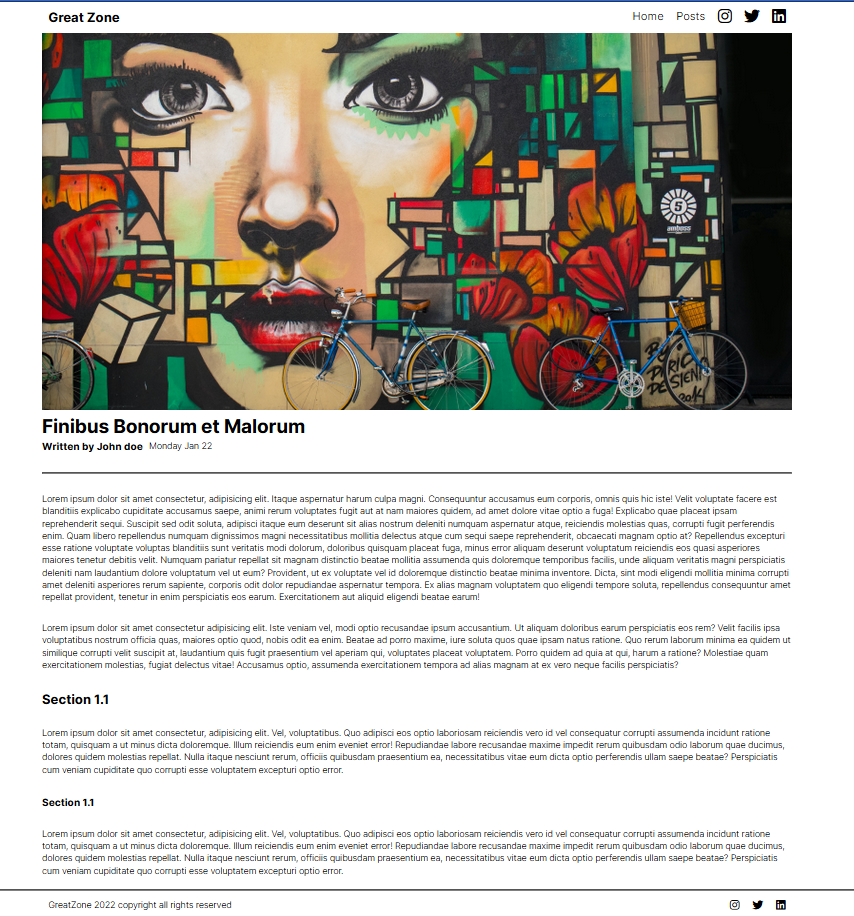 Great Zone
Home Posts
5
amboss
Finibus Bonorum et Malorum
Written by John doe Monday Jan 22
Lorem ipsum dolor sit amet consectetur, adipisicing elit. Itaque aspernatur harum culpa magni. Consequuntur accusamus eum corporis, omnis quis hic iste! Velit voluptate facere est
blanditiis explicabo cupiditate accusamus saepe, animi rerum voluptates fugit aut at nam maiores quidem, ad amet dolore vitae optio a fuga! Explicabo quae placeat ipsam
reprehenderit sequi. Suscipit sed odit soluta, adipisci itaque eum deserunt sit alias nostrum deleniti numquam aspernatur atque, reiciendis molestias quas, corrupti fugit perferendis
enim. Quam libero repellendus numquam dignissimos magni necessitatibus mollitia delectus atque cum sequi saepe reprehenderit, obcaecati magnam optio at? Repellendus excepturi
esse ratione voluptate voluptas blanditiis sunt veritatis modi dolorum, doloribus quisquam placeat fuga, minus error aliquam deserunt voluptatum reiciendis eos quasi asperiores
maiores tenetur debitis velit. Numquam pariatur repellat sit magnam distinctio beatae mollitia assumenda quis doloremque temporibus facilis, unde aliquam veritatis magni perspiciatis
deleniti nam laudantium dolore voluptatum vel ut eum? Provident, ut ex voluptate vel id doloremque distinctio beatae minima inventore. Dicta, sint modi eligendi mollitia minima corrupti
amet deleniti asperiores rerum sapiente, corporis odit dolor repudiandae aspernatur tempora. Ex alias magnam voluptatem quo eligendi tempore soluta, repellendus consequuntur
repellat provident, tenetur in enim perspiciatis eos earum. Exercitationem aut aliquid eligendi beatae earum!
Lorem ipsum dolor sit amet consectetur adipisicing elit. Iste veniam vel, modi optio recusandae ipsum accusantium. Ut aliquam doloribus earum perspiciatis eos rem? Velit facilis ipsa
voluptatibus nostrum officia quas, maiores optio quod, nobis odit ea enim. Beatae ad porro maxime, iure soluta quos quae ipsam natus ratione. Quo rerum laborum minima ea quidem ut
similique corrupti velit suscipit at, laudantium quis fugit praesentium vel aperiam qui, voluptates placeat voluptatem. Porro quidem ad quia at qui, harum a ratione? Molestiae quam
exercitationem molestias, fugiat delectus vitae! Accusamus optio, assumenda exercitationem tempora ad alias magnam at ex vero neque facilis perspiciatis?
Section 1.1
Lorem ipsum dolor sit amet consectetur, adipisicing elit. Vel, voluptatibus. Quo adipisci eos optio laboriosam reiciendis vero id vel consequatur corrupti assumenda incidunt ratione
totam, quisquam a ut minus dicta doloremque. Illum reiciendis eum enim eveniet error! Repudiandae labore recusandae maxime impedit rerum quibusdam odio laborum quae ducimus,
dolores quidem molestias repellat. Nulla itaque nesciunt rerum, officiis quibusdam praesentium ea, necessitatibus vitae eum dicta optio perferendis ullam saepe beatae? Perspiciatis
cum veniam cupiditate quo corrupti esse voluptatem excepturi optio error.
Section 1.1
Lorem ipsum dolor sit amet consectetur, adipisicing elit. Vel, voluptatibus. Quo adipisci eos optio laboriosam reiciendis vero id vel consequatur corrupti assumenda incidunt ratione
totam, quisquam a ut minus dicta doloremque. Illum reiciendis eum enim eveniet error! Repudiandae labore recusandae maxime impedit rerum quibusdam odio laborum quae ducimus,
dolores quidem molestias repellat. Nulla itaque nesciunt rerum, officiis quibusdam praesentium ea, necessitatibus vitae eum dicta optio perferendis ullam saepe beatae? Perspiciatis
cum veniam cupiditate quo corrupti esse voluptatem excepturi optio error.
GreatZone 2022 copyright all rights reserved